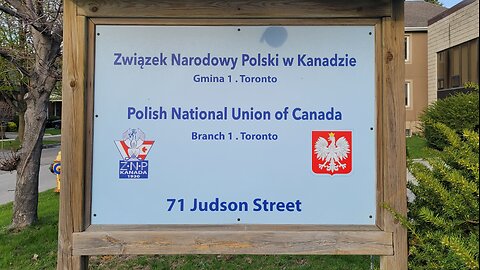 Związek Narodowy Polski w Kanadzie
Gmina 1 . Toronto
Polish National Union of Canada
Branch 1 . Toronto
Z·N·P
KANADA
1930
71 Judson Street